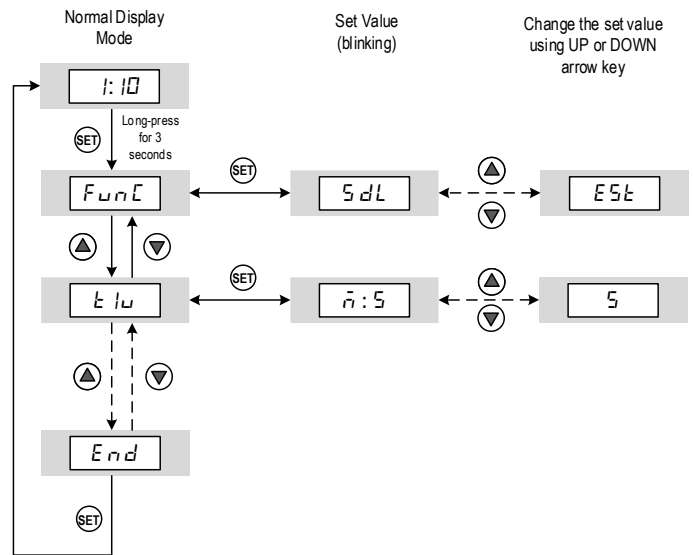 Normal Display
Mode
Set Value
(blinking)
Change the set value
using UP or DOWN
arrow key
1:10
SET
Long-press
for 3
seconds
FunC
SET
SdL
ESt
t1u
SET
m:S
S
End
SET